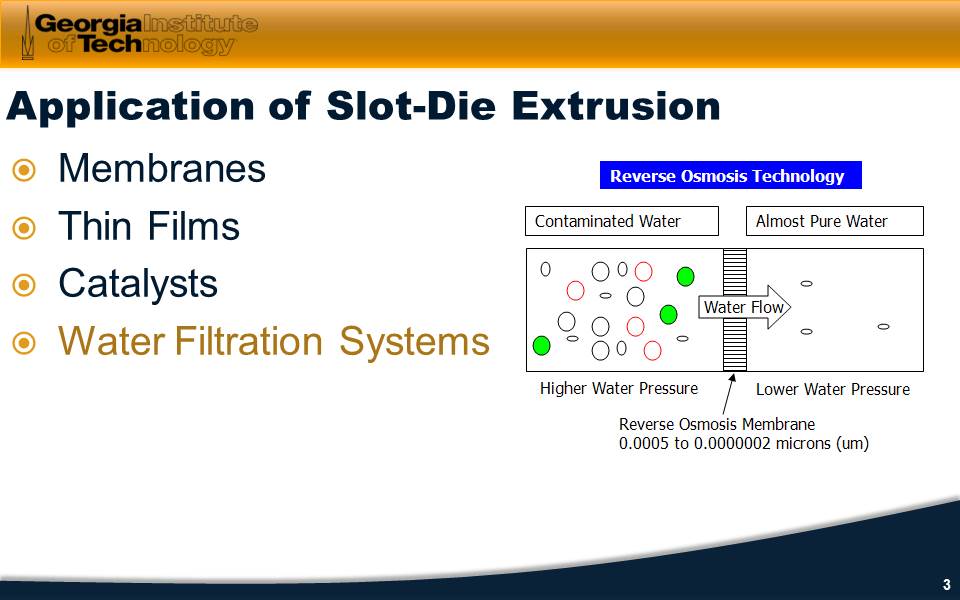 Georgia Institute
of Technology
Application of Slot-Die Extrusion
Membranes
Thin Films
Catalysts
Water Filtration Systems
Reverse Osmosis Technology
Contaminated Water
Almost Pure Water
Water Flow
Higher Water Pressure
Lower Water Pressure
Reverse Osmosis Membrane
0.0005 to 0.0000002 microns (um)
3